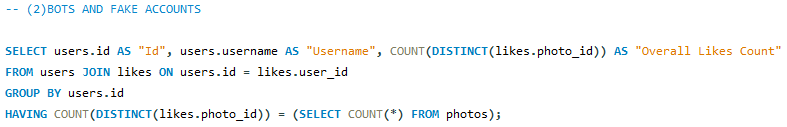 -- (2)BOTS AND FAKE ACCOUNTS
SELECT users.id AS "Id", users.username AS "Username", COUNT(DISTINCT(likes.photo_id)) AS "Overall Likes Count"
FROM users JOIN likes ON users.id = likes.user_id
GROUP BY users.id
HAVING COUNT(DISTINCT(likes.photo_id)) = (SELECT COUNT(*) FROM photos);